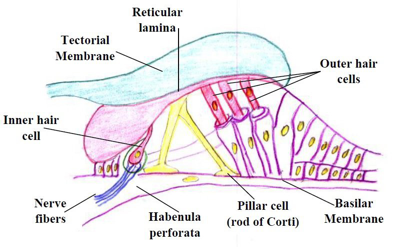 Reticular
lamina
Tectorial
Membrane
Outer hair
cells
Inner hair
cell
Nerve
fibers
Habenula
perforata
Pillar cell
(rod of Corti)
Basilar
Membrane